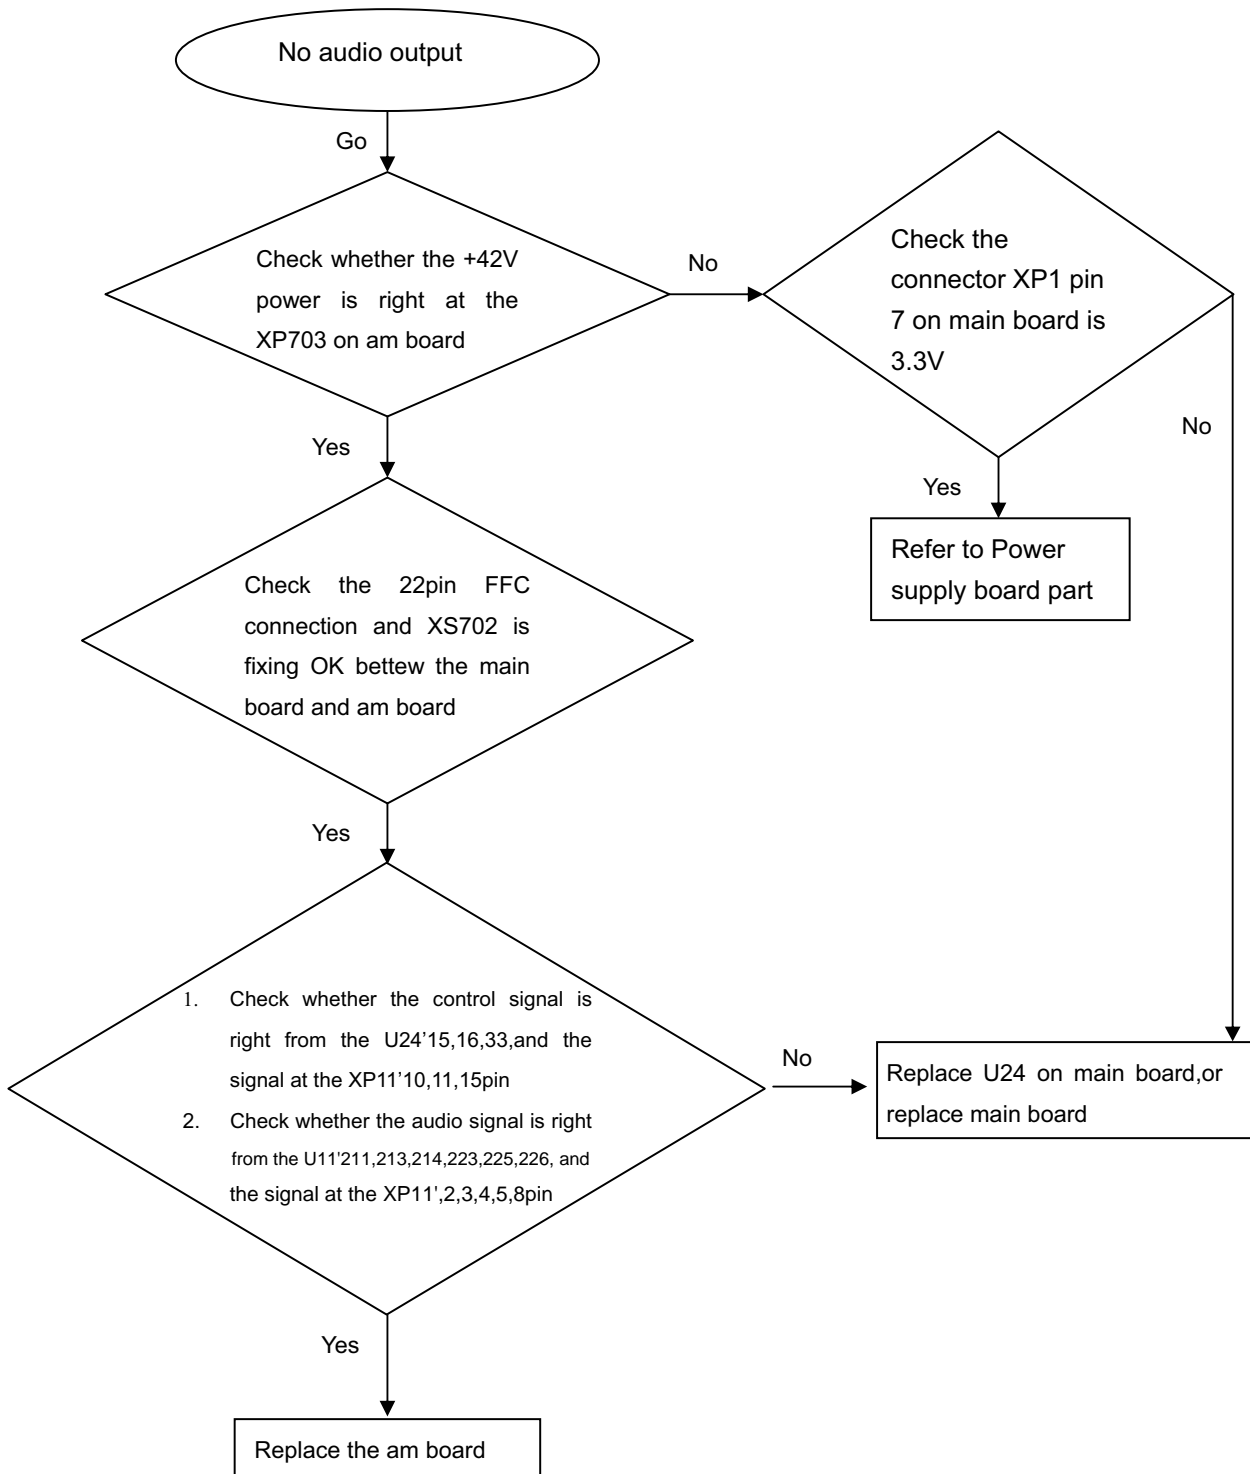 No audio output
Go
Check whether the +42V
power is right at the
XP703 on am board
No
Check the
connector XP1 pin
7 on main board is
3.3V
No
Yes
Yes
Refer to Power
supply board part
Check the 22pin FFC
connection and XS702 is
fixing OK bettew the main
board and am board
Yes
1. Check whether the control signal is
right from the U24'15,16,33,and the
signal at the XP11'10,11,15pin
2. Check whether the audio signal is right
from the U11'211,213,214,223,225,226, and
the signal at the XP11',2,3,4,5,8pin
No
Replace U24 on main board,or
replace main board
Yes
Replace the am board